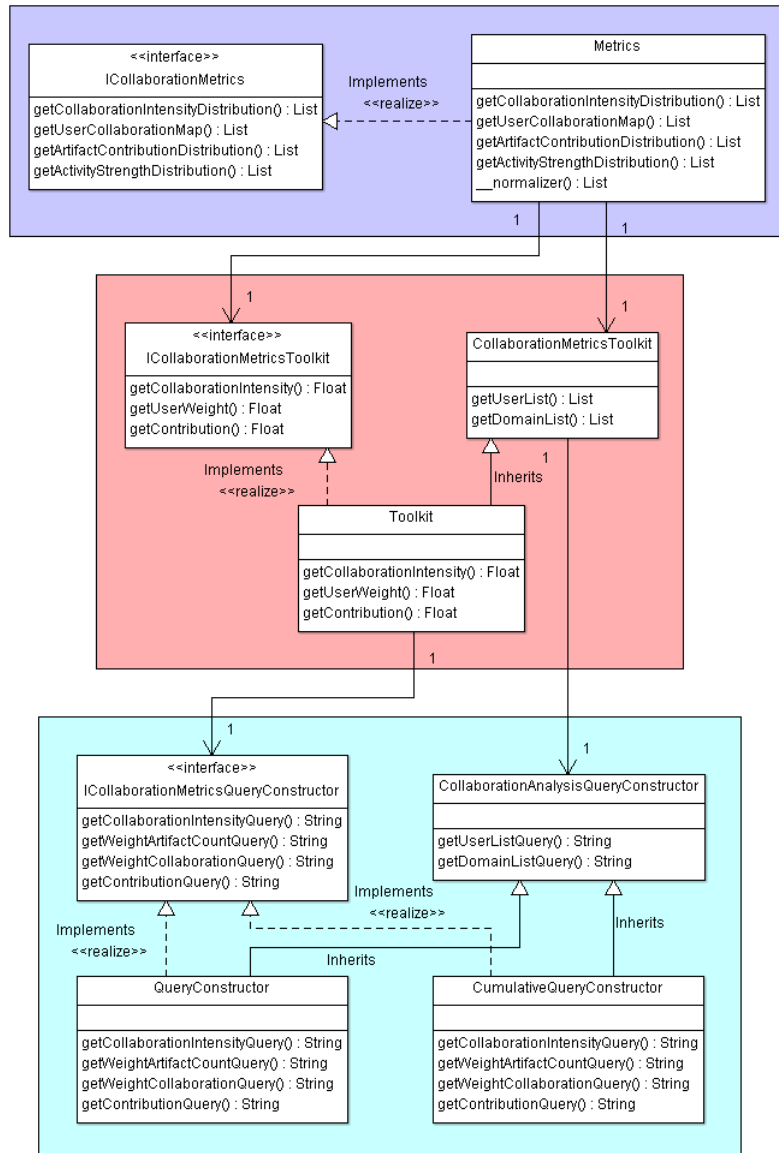 <<interface>>
ICollaborationMetrics
getCollaborationIntensityDistribution() : List
getUserCollaborationMap() : List
getArtifactContributionDistribution() : List
getActivityStrengthDistribution() : List
Implements
<<realize>>
Metrics
getCollaborationIntensityDistribution() : List
getUserCollaborationMap() : List
getArtifactContributionDistribution() : List
getActivityStrengthDistribution() : List
__normalizer() : List
1
1
1
1
<<interface>>
ICollaborationMetricsToolkit
getCollaborationIntensity() : Float
getUserWeight() : Float
getContribution() : Float
CollaborationMetricsToolkit
getUserList() : List
getDomainList() : List
1
Implements
<<realize>>
Inherits
Toolkit
getCollaborationIntensity() : Float
getUserWeight() : Float
getContribution() : Float
1
1
1
<<interface>>
ICollaborationMetricsQueryConstructor
getCollaborationIntensityQuery() : String
getWeightArtifactCountQuery() : String
getWeightCollaborationQuery() : String
getContributionQuery() : String
CollaborationAnalysisQueryConstructor
getUserListQuery() : String
getDomainListQuery() : String
Implements
<<realize>>
Implements
<<realize>>
Inherits
Inherits
QueryConstructor
getCollaborationIntensityQuery() : String
getWeightArtifactCountQuery() : String
getWeightCollaborationQuery() : String
getContributionQuery() : String
CumulativeQueryConstructor
getCollaborationIntensityQuery() : String
getWeightArtifactCountQuery() : String
getWeightCollaborationQuery() : String
getContributionQuery() : String